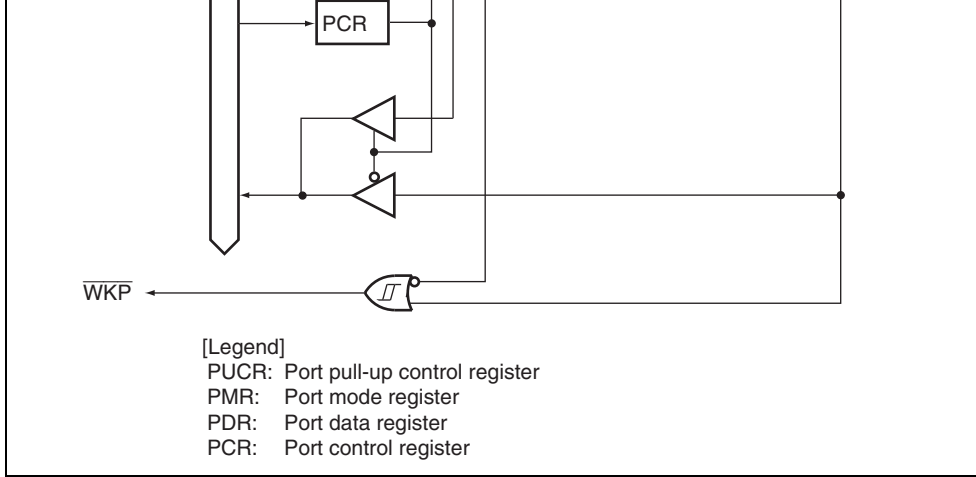 PCR
WKP
[Legend]
PUCR: Port pull-up control register
PMR: Port mode register
PDR: Port data register
PCR: Port control register